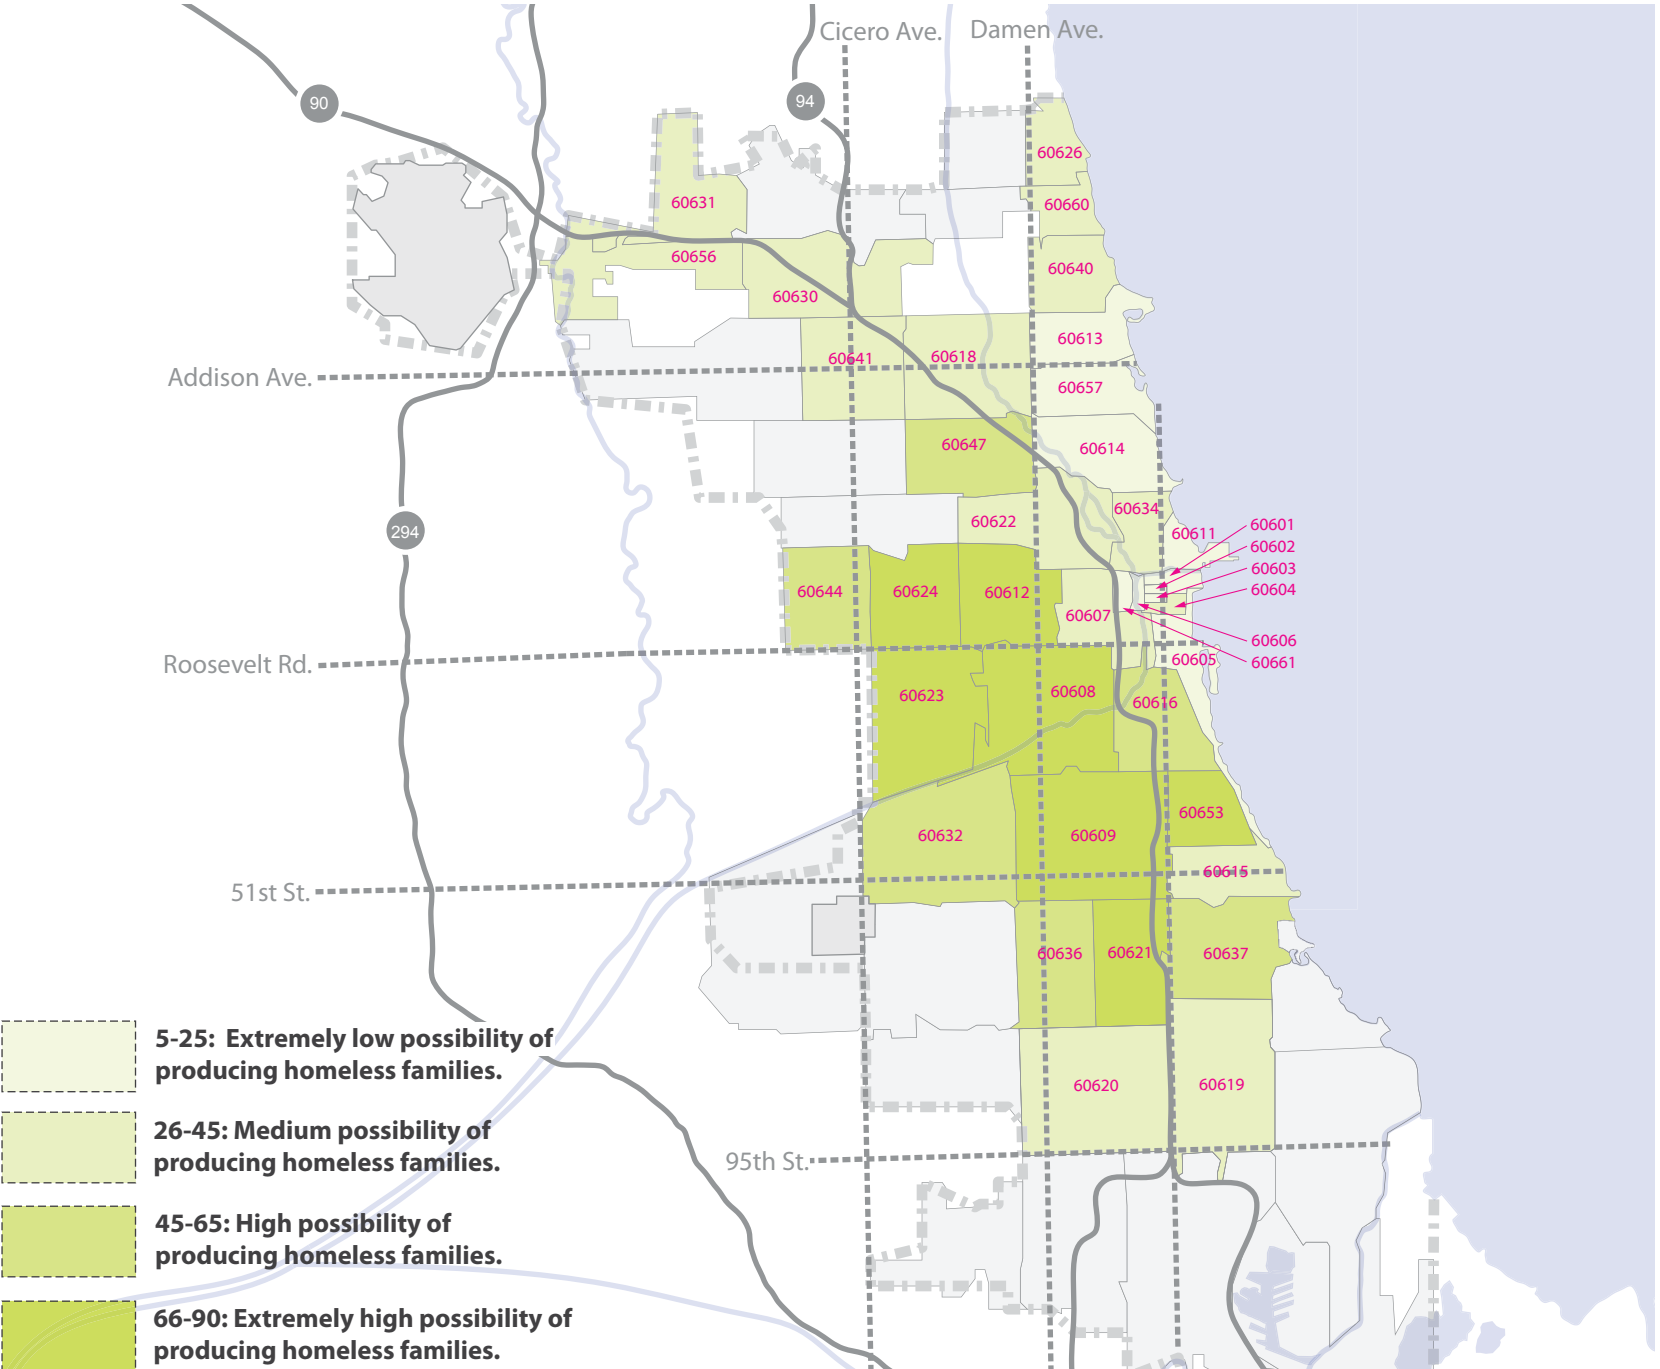 Cicero Ave.
Damen Ave.
90
94
60626
60631
60660
60656
60640
60630
60613
60641
60618
Addison Ave.
60657
60647
60614
60634
60622
294
60611
60601
60602
60603
60604
60644
60624
60612
60607
60606
60661
Roosevelt Rd.
60605
60623
60608
60616
60653
60632
60609
60615
51st St.
60636
60621
60637
5-25: Extremely low possibility of
producing homeless families.
60620
60619
26-45: Medium possibility of
producing homeless families.
95th St.
45-65: High possibility of
producing homeless families.
66-90: Extremely high possibility of
producing homeless families.